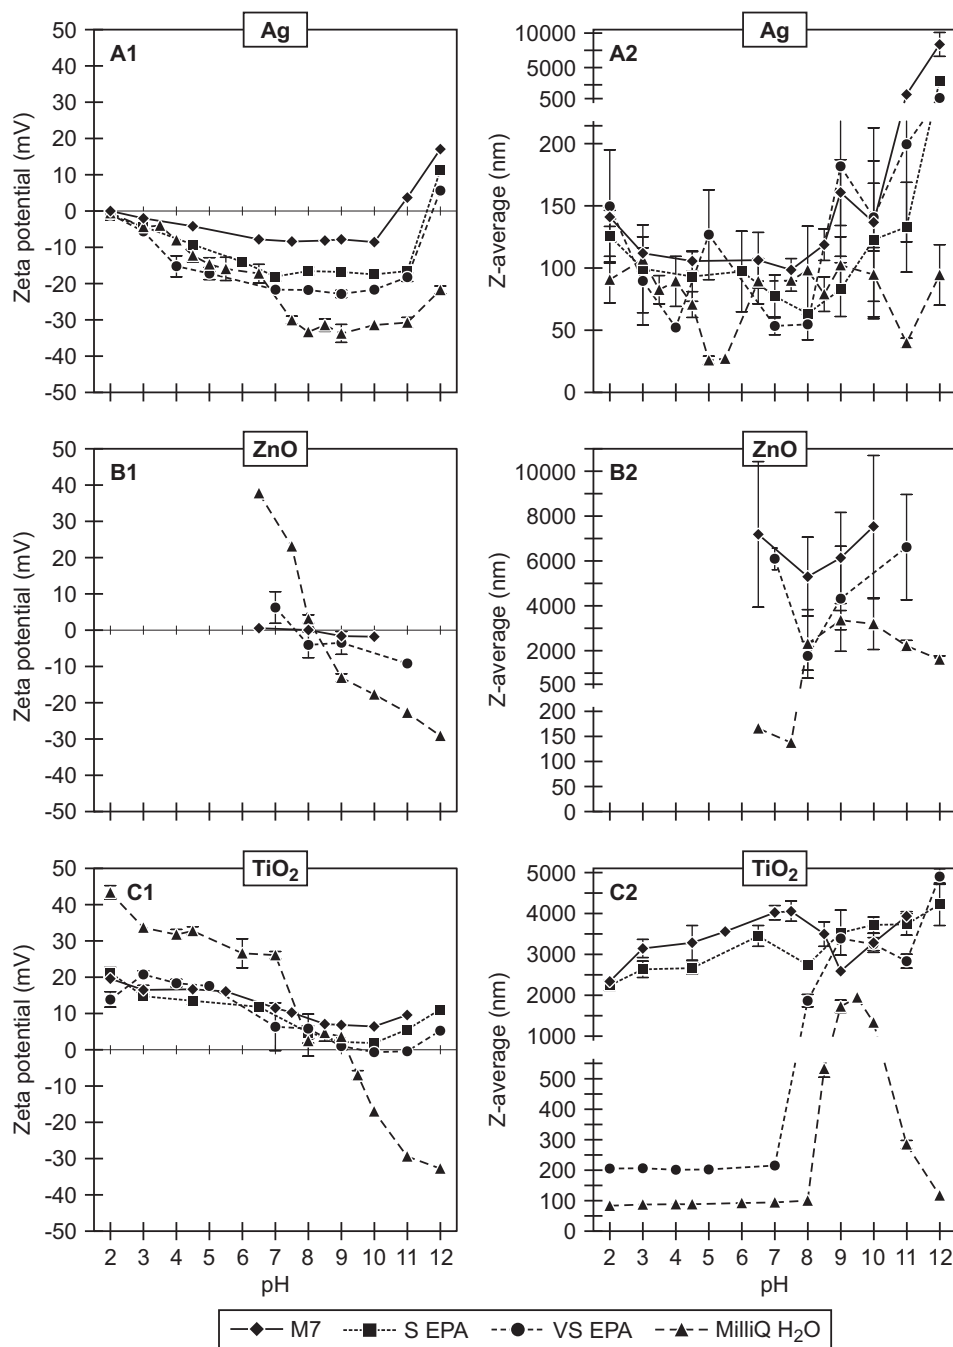 Ag
A1
Zeta potential (mV)
50
40
30
20
10
0
-10
-20
-30
-40
-50
Ag
A2
Z-average (nm)
10000
5000
500
200
150
100
50
0
ZnO
B1
Zeta potential (mV)
50
40
30
20
10
0
-10
-20
-30
-40
-50
ZnO
B2
Z-average (nm)
10000
8000
6000
4000
2000
500
200
150
100
50
0
TiO2
C1
Zeta potential (mV)
50
40
30
20
10
0
-10
-20
-30
-40
-50
2 3 4 5 6 7 8 9 10 11 12
pH
TiO2
C2
Z-average (nm)
5000
4000
3000
2000
1000
500
400
300
200
100
0
2 3 4 5 6 7 8 9 10 11 12
pH
M7 S EPA VS EPA MilliQ H2O